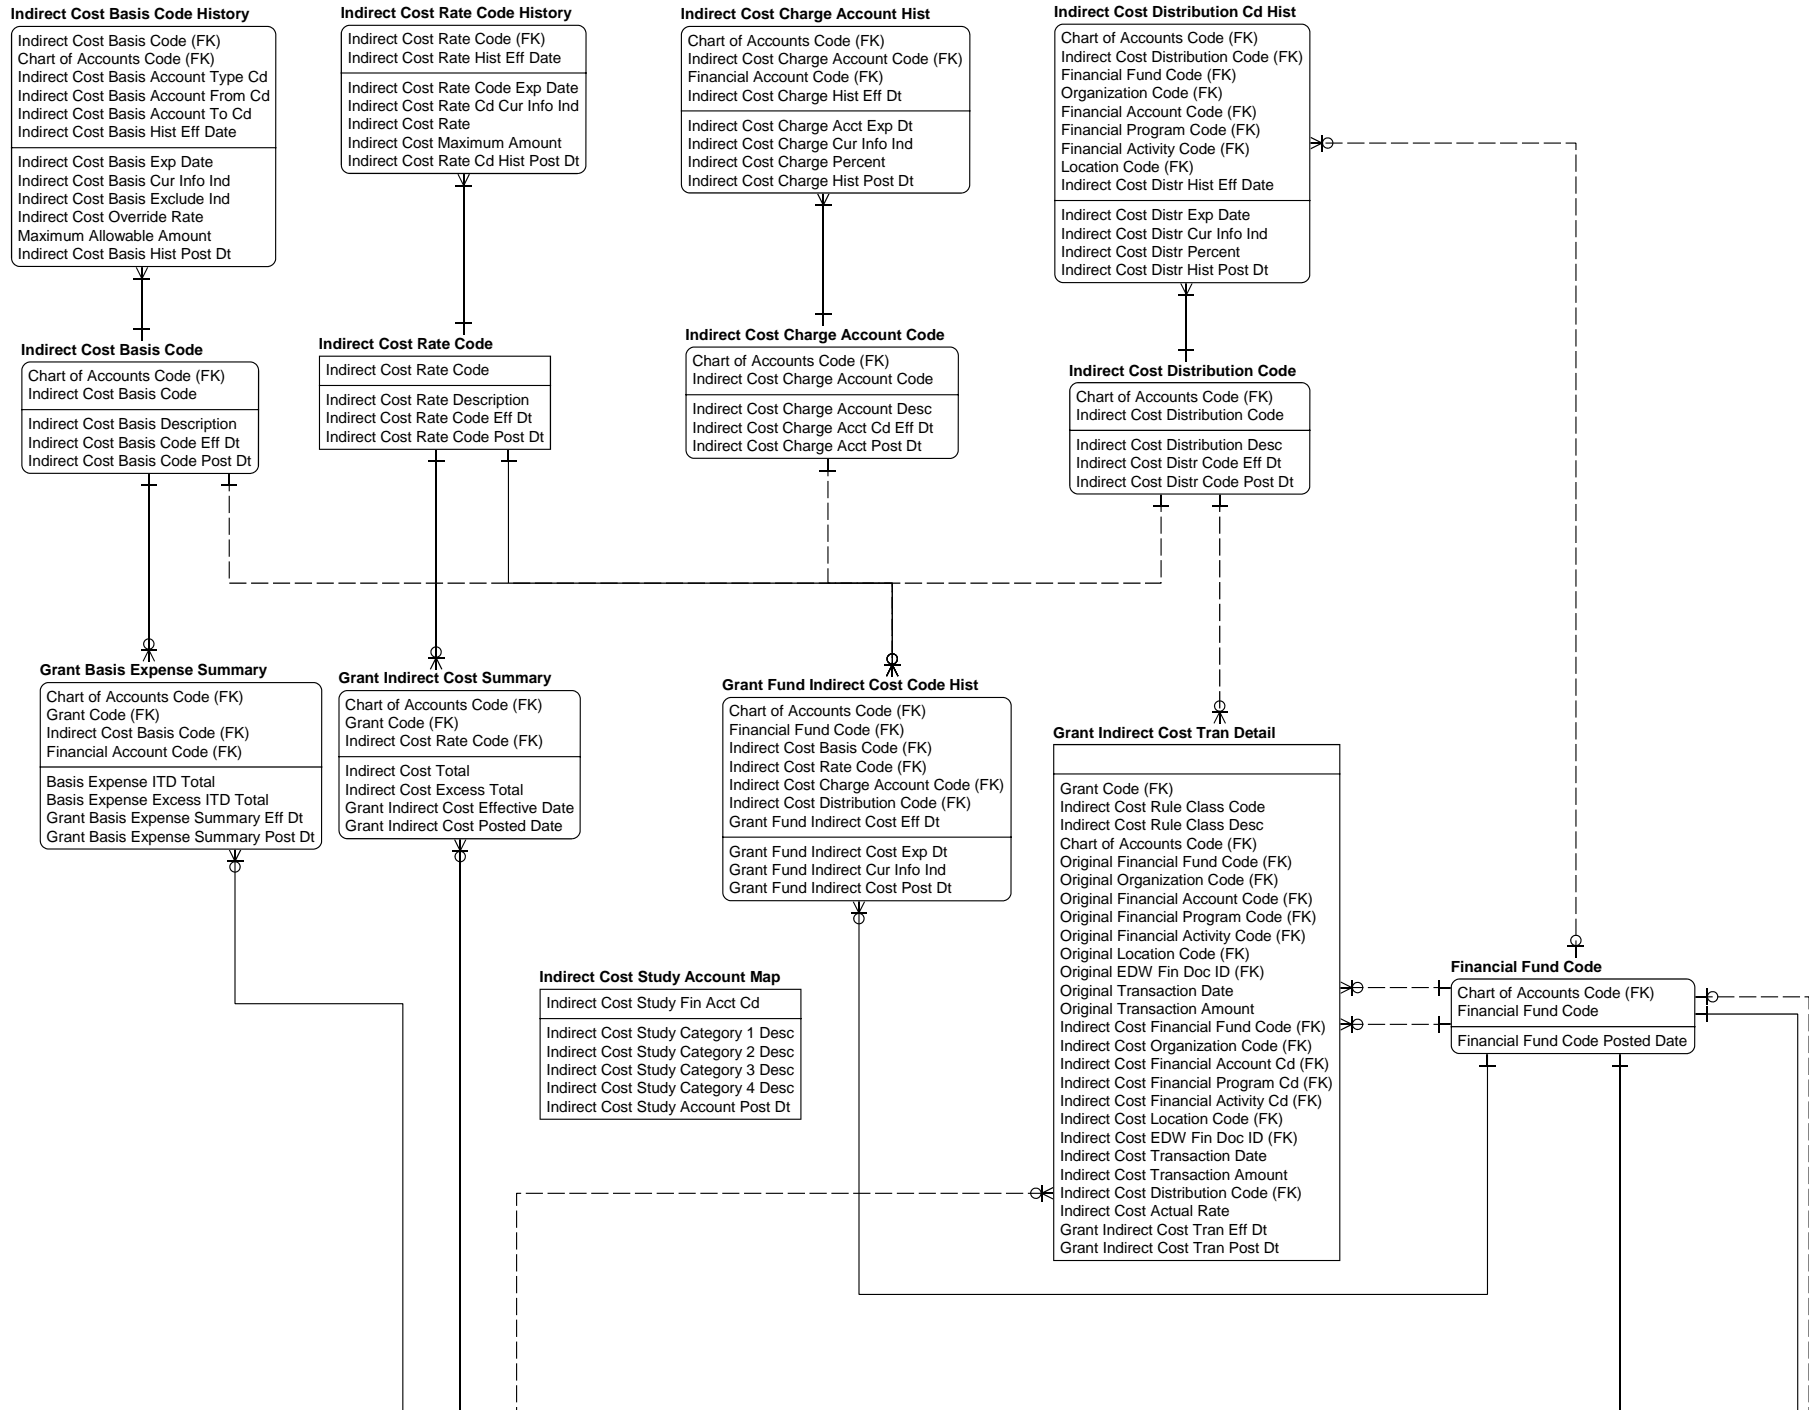 Indirect Cost Basis Code History
Indirect Cost Basis Code (FK)
Chart of Accounts Code (FK)
Indirect Cost Basis Account Type Cd
Indirect Cost Basis Account From Cd
Indirect Cost Basis Account To Cd
Indirect Cost Basis Hist Eff Date
Indirect Cost Basis Exp Date
Indirect Cost Basis Cur Info Ind
Indirect Cost Basis Exclude Ind
Indirect Cost Override Rate
Maximum Allowable Amount
Indirect Cost Basis Hist Post Dt
Indirect Cost Rate Code History
Indirect Cost Rate Code (FK)
Indirect Cost Rate Hist Eff Date
Indirect Cost Rate Code Exp Date
Indirect Cost Rate Cd Cur Info Ind
Indirect Cost Rate
Indirect Cost Maximum Amount
Indirect Cost Rate Cd Hist Post Dt
Indirect Cost Charge Account Hist
Chart of Accounts Code (FK)
Indirect Cost Charge Account Code (FK)
Financial Account Code (FK)
Indirect Cost Charge Hist Eff Dt
Indirect Cost Charge Acct Exp Dt
Indirect Cost Charge Cur Info Ind
Indirect Cost Charge Percent
Indirect Cost Charge Hist Post Dt
Indirect Cost Distribution Cd Hist
Chart of Accounts Code (FK)
Indirect Cost Distribution Code (FK)
Financial Fund Code (FK)
Organization Code (FK)
Financial Account Code (FK)
Financial Program Code (FK)
Financial Activity Code (FK)
Location Code (FK)
Indirect Cost Distr Hist Eff Date
Indirect Cost Distr Exp Date
Indirect Cost Distr Cur Info Ind
Indirect Cost Distr Percent
Indirect Cost Distr Hist Post Dt
Indirect Cost Basis Code
Chart of Accounts Code (FK)
Indirect Cost Basis Code
Indirect Cost Basis Description
Indirect Cost Basis Code Eff Dt
Indirect Cost Basis Code Post Dt
Indirect Cost Rate Code
Indirect Cost Rate Code
Indirect Cost Rate Description
Indirect Cost Rate Code Eff Dt
Indirect Cost Rate Code Post Dt
Indirect Cost Charge Account Code
Chart of Accounts Code (FK)
Indirect Cost Charge Account Code
Indirect Cost Charge Account Desc
Indirect Cost Charge Acct Cd Eff Dt
Indirect Cost Charge Acct Post Dt
Indirect Cost Distribution Code
Chart of Accounts Code (FK)
Indirect Cost Distribution Code
Indirect Cost Distribution Desc
Indirect Cost Distr Code Eff Dt
Indirect Cost Distr Code Post Dt
Grant Basis Expense Summary
Chart of Accounts Code (FK)
Grant Code (FK)
Indirect Cost Basis Code (FK)
Financial Account Code (FK)
Basis Expense ITD Total
Basis Expense Excess ITD Total
Grant Basis Expense Summary Eff Dt
Grant Basis Expense Summary Post Dt
Grant Indirect Cost Summary
Chart of Accounts Code (FK)
Grant Code (FK)
Indirect Cost Rate Code (FK)
Indirect Cost Total
Indirect Cost Excess Total
Grant Indirect Cost Effective Date
Grant Indirect Cost Posted Date
Grant Fund Indirect Cost Code Hist
Chart of Accounts Code (FK)
Financial Fund Code (FK)
Indirect Cost Basis Code (FK)
Indirect Cost Rate Code (FK)
Indirect Cost Charge Account Code (FK)
Indirect Cost Distribution Code (FK)
Grant Fund Indirect Cost Eff Dt
Grant Fund Indirect Cost Exp Dt
Grant Fund Indirect Cur Info Ind
Grant Fund Indirect Cost Post Dt
Grant Indirect Cost Tran Detail
Grant Code (FK)
Indirect Cost Rule Class Code
Indirect Cost Rule Class Desc
Chart of Accounts Code (FK)
Original Financial Fund Code (FK)
Original Organization Code (FK)
Original Financial Account Code (FK)
Original Financial Program Code (FK)
Original Financial Activity Code (FK)
Original Location Code (FK)
Original EDW Fin Doc ID (FK)
Original Transaction Date
Original Transaction Amount
Indirect Cost Financial Fund Code (FK)
Indirect Cost Organization Code (FK)
Indirect Cost Financial Account Cd (FK)
Indirect Cost Financial Program Cd (FK)
Indirect Cost Financial Activity Cd (FK)
Indirect Cost Location Code (FK)
Indirect Cost EDW Fin Doc ID (FK)
Indirect Cost Transaction Date
Indirect Cost Transaction Amount
Indirect Cost Distribution Code (FK)
Indirect Cost Actual Rate
Grant Indirect Cost Tran Eff Dt
Grant Indirect Cost Tran Post Dt
Indirect Cost Study Account Map
Indirect Cost Study Fin Acct Cd
Indirect Cost Study Category 1 Desc
Indirect Cost Study Category 2 Desc
Indirect Cost Study Category 3 Desc
Indirect Cost Study Category 4 Desc
Indirect Cost Study Account Post Dt
Financial Fund Code
Chart of Accounts Code (FK)
Financial Fund Code
Financial Fund Code Posted Date